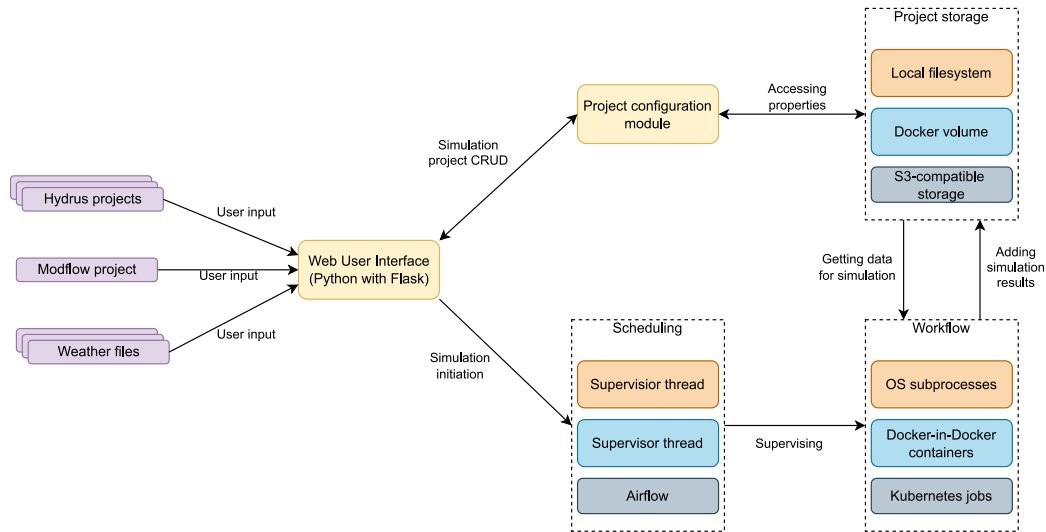 Project storage
Local filesystem
Docker volume
S3-compatible
storage
Accessing
properties
Project configuration
module
Simulation
project CRUD
Hydrus projects
User input
Modflow project
User input
Weather files
User input
Web User Interface
(Python with Flask)
Getting data
for simulation
Adding
simulation
results
Simulation
initiation
Scheduling
Supervisior thread
Supervisor thread
Airflow
Supervising
Workflow
OS subprocesses
Docker-in-Docker
containers
Kubernetes jobs